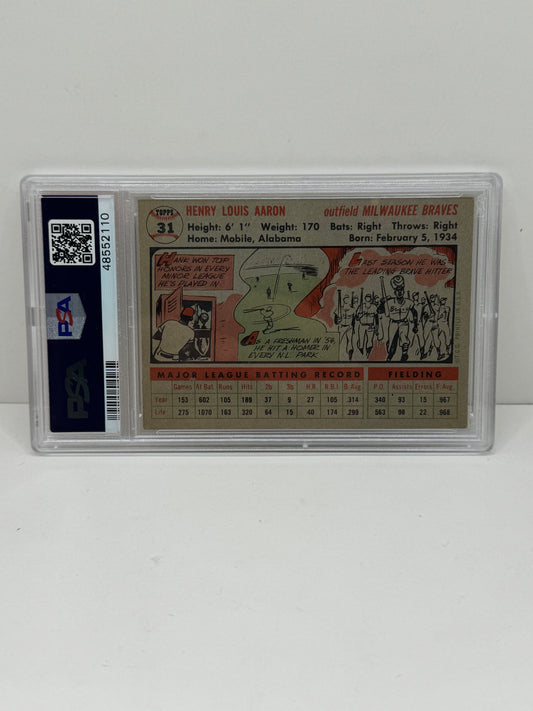 TOPPS
31
HENRY LOUIS AARON outfield MILWAUKEE BRAVES
Height: 6' 1" Weight: 170 Bats: Right Throws: Right
Home: Mobile, Alabama Born: February 5, 1934
HANK WON TOP
HONORS IN EVERY
MINOR LEAGUE
HE'S PLAYED IN
AS A FRESHMAN IN '54,
HE HIT A HOMER IN
EVERY N.L. PARK
FIRST SEASON HE WAS
THE LEADING BRAVE HITTER
MAJOR LEAGUE BATTING RECORD FIELDING
Games At Bat Runs Hits 2b 3b H.R. R.B.I. B. Avg. P.O. Assists Errors F. Avg.
Year 153 602 105 189 37 9 27 105 .314 340 93 15 .967
Life 275 1070 163 320 64 15 40 174 .299 563 98 22 .968
PSA
PSA
48552110